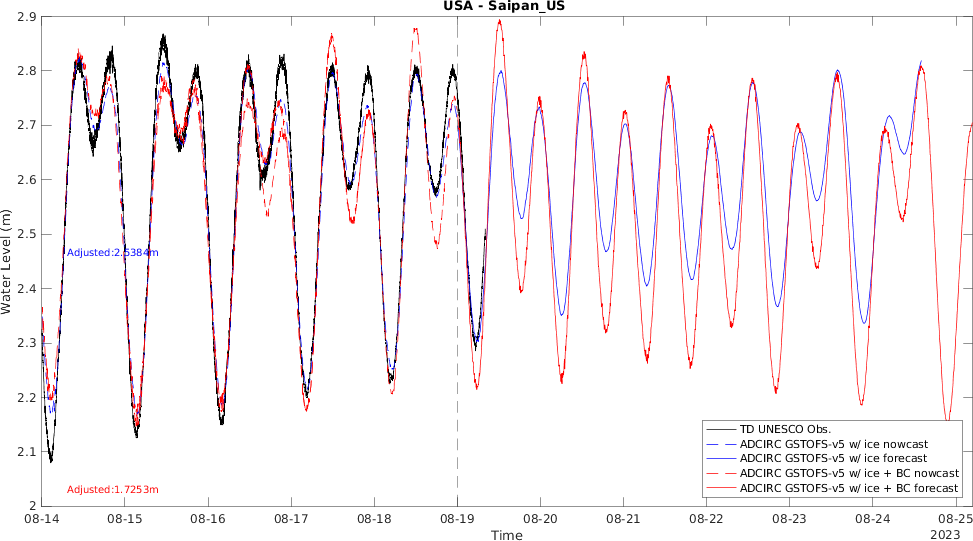 USA - Saipan_US
2.9
2.8
2.7
2.6
2.5
2.4
2.3
2.2
2.1
2
Water Level (m)
Adjusted:2.5384m
Adjusted:1.7253m
TD UNESCO Obs.
ADCIRC GSTOFS-v5 w/ ice nowcast
ADCIRC GSTOFS-v5 w/ ice forecast
ADCIRC GSTOFS-v5 w/ ice + BC nowcast
ADCIRC GSTOFS-v5 w/ ice + BC forecast
08-14 08-15 08-16 08-17 08-18 08-19 08-20 08-21 08-22 08-23 08-24 08-25
Time
2023